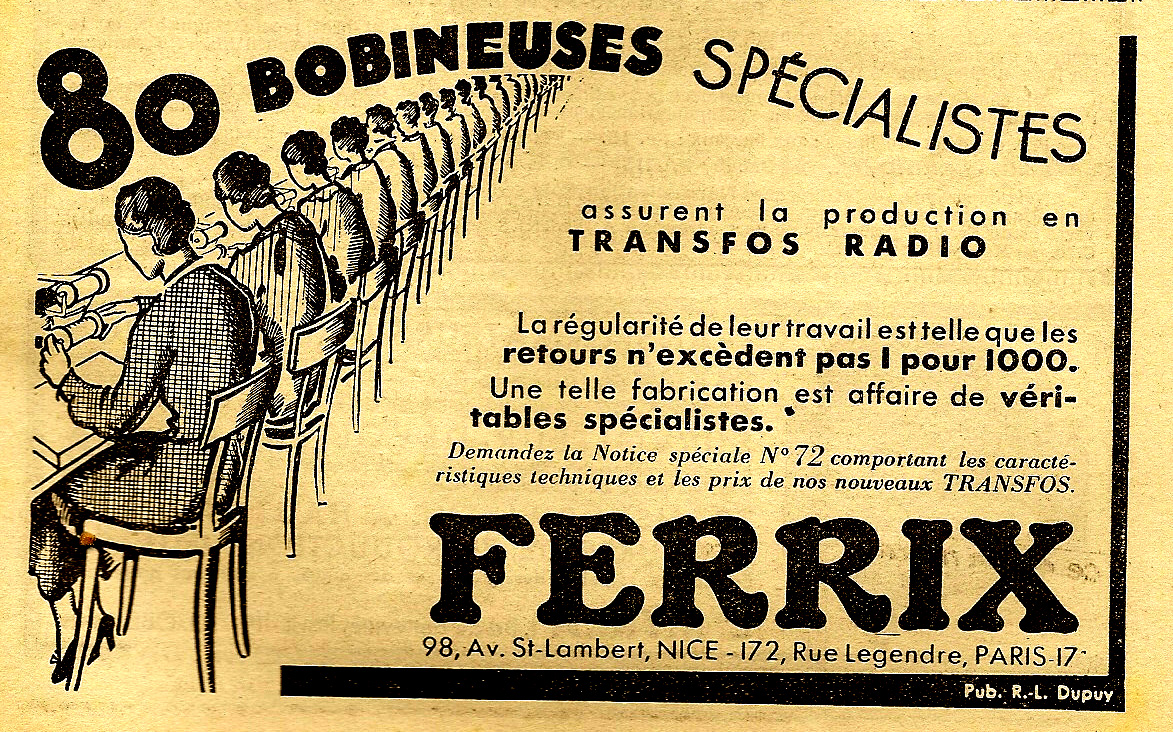 80 BOBINEUSES SPÉCIALISTES
assurent la production en
TRANSFOS RADIO
La régularité de leur travail est telle que les
retours n'excèdent pas 1 pour 1000.
Une telle fabrication est affaire de véri-
tables spécialistes.
Demandez la Notice spéciale N° 72 comportant les caracté-
ristiques techniques et les prix de nos nouveaux TRANSFOS.
FERRIX
98, Av. St-Lambert, NICE - 172, Rue Legendre, PARIS-17
Pub. R.-L. Dupuy